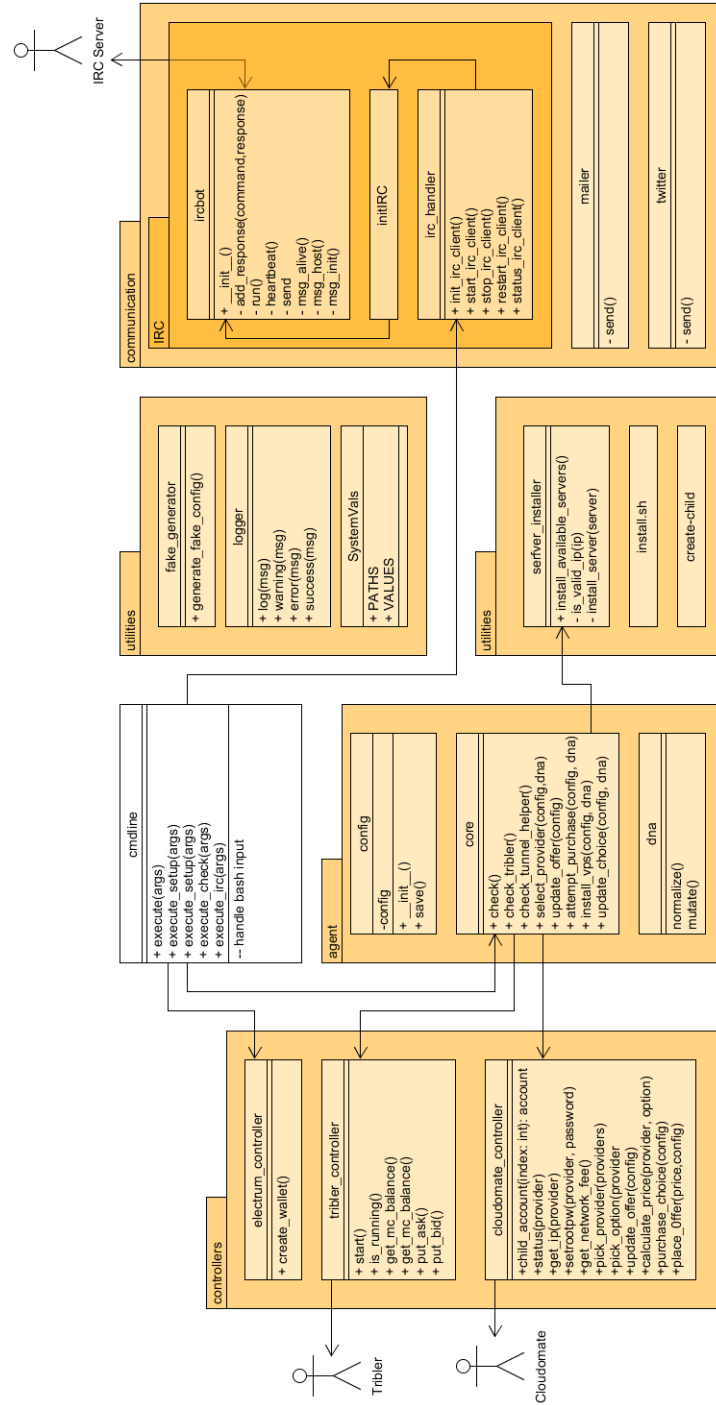 controllers
electrum_controller
+ create_wallet()
tribler_controller
+ start()
+ is_running()
+ get_mc_balance()
+ get_mc_balance()
+ put_ask()
+ put_bid()
cloudomate_controller
+child_account(index: int): account
+status(provider)
+get_ip(provider)
+setrootpw(provider, password)
+get_network_fee()
+pick_provider(providers)
+pick_option(provider
+update_offer(config)
+calculate_price(provider, option)
+purchase_choice(config)
+place_0ffer(price,config)
Tribler
Cloudomate
cmdline
+ execute(args)
+ execute_setup(args)
+ execute_setup(args)
+ execute_check(args)
+ execute_irc(args)
-- handle bash input
agent
config
-config
+ __init__()
+ save()
core
+ check()
+ check_tribler()
+ check_tunnel_helper()
+ select_provider(config,dna)
+ update_offer(config)
+ attempt_purchase(config, dna)
+ install_vps(config, dna)
+ update_choice(config, dna)
dna
normalize()
mutate()
utilities
fake_generator
+ generate_fake_config()
logger
+ log(msg)
+ warning(msg)
+ error(msg)
+ success(msg)
SystemVals
+ PATHS
+ VALUES
utilities
serfver_installer
+ install_available_servers()
- is_valid_ip(ip)
- install_server(server)
install.sh
create-child
communication
IRC
ircbot
+ __init__()
- add_response(command,response)
- run()
- heartbeat()
- send
- msg_alive()
- msg_host()
- msg_init()
initIRC
irc_handler
+ init_irc_client()
+ start_irc_client()
+ stop_irc_client()
+ restart_irc_client()
+ status_irc_client()
mailer
- send()
twitter
- send()
IRC Server